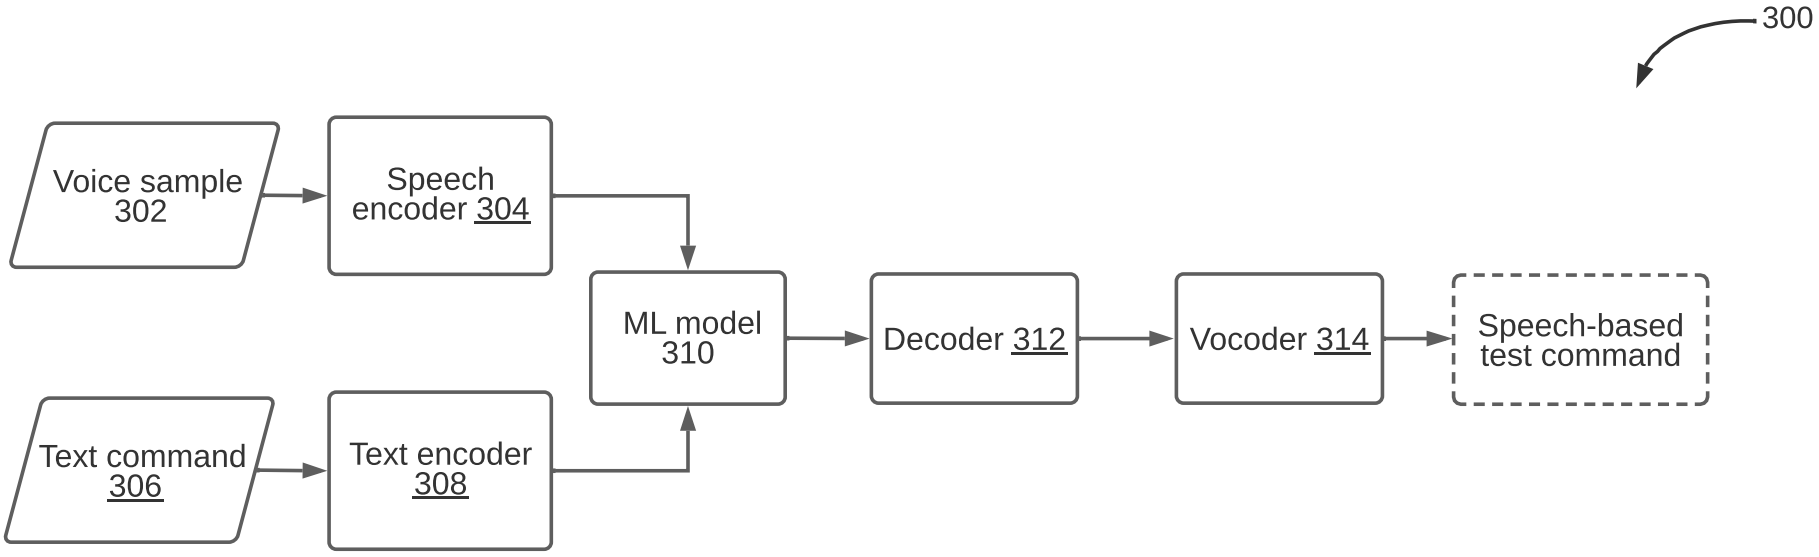 300
Voice sample
302
Speech
encoder 304
ML model
310
Decoder 312
Vocoder 314
Speech-based
test command
Text command
306
Text encoder
308